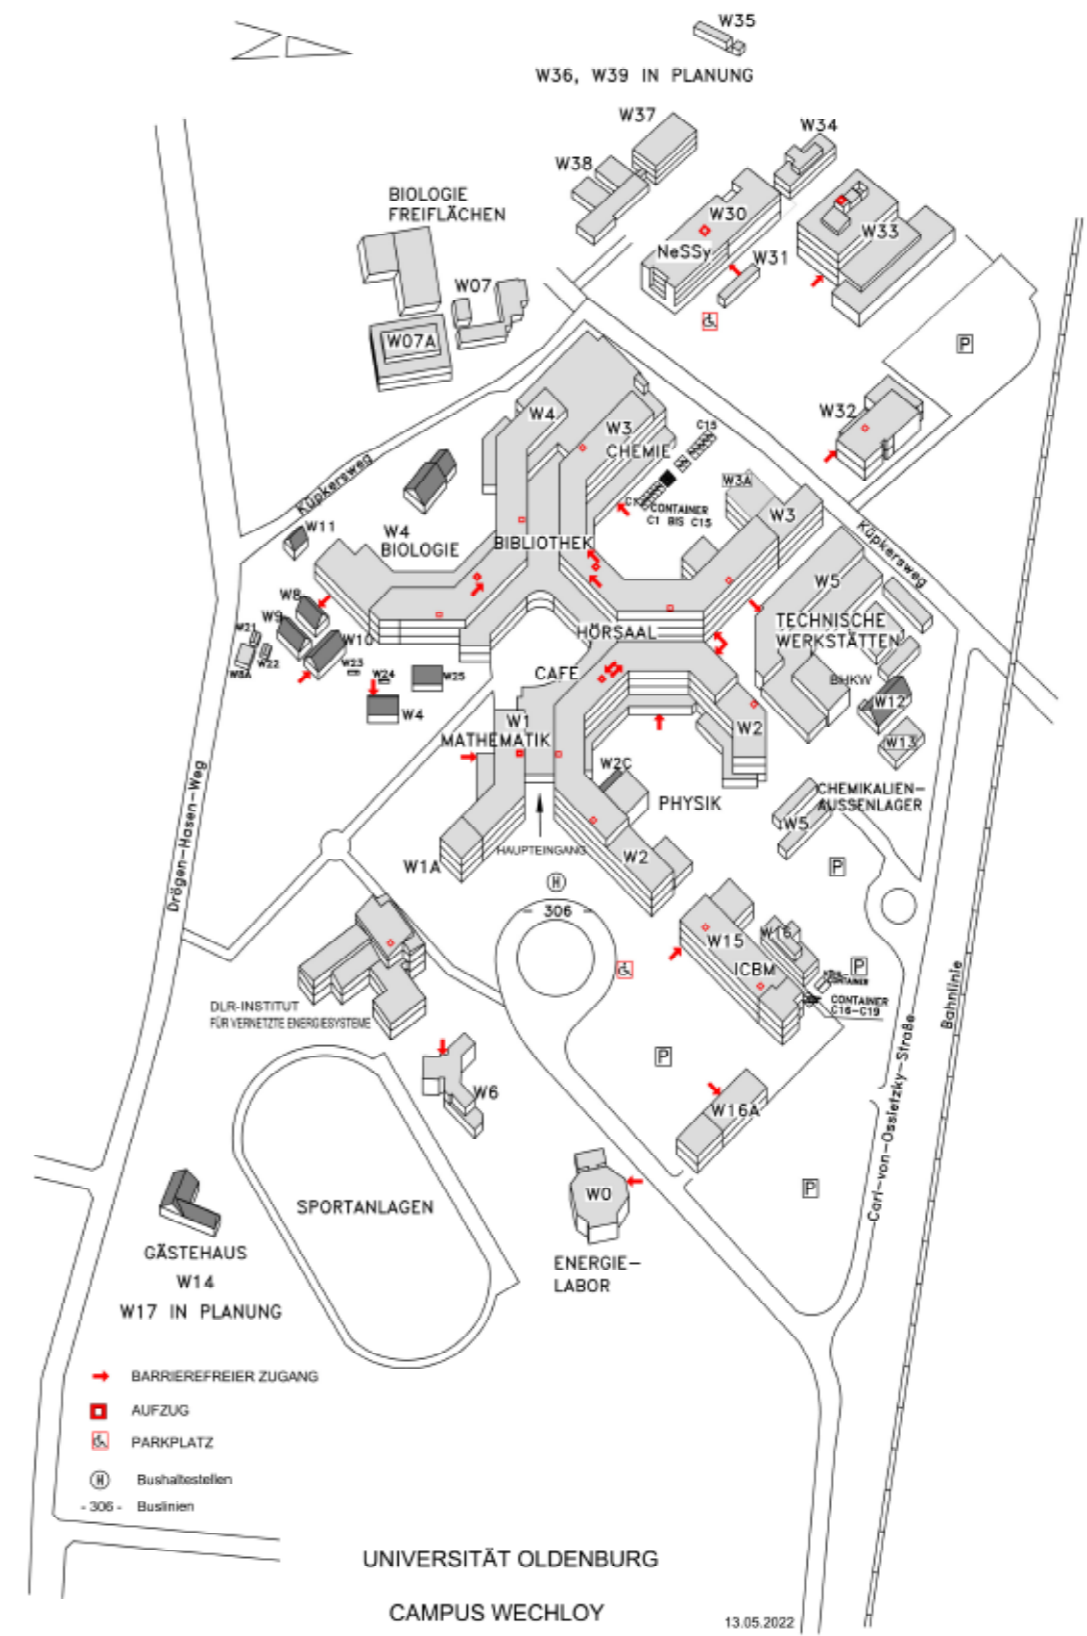 W35
W36, W39 IN PLANUNG
W37
W34
W38
BIOLOGIE
FREIFLÄCHEN
W30
W33
NeSSy
W31
W07
W07A
P
W32
W4
W3
CHEMIE
C15
W3A
C1
CONTAINER
C1 BIS C15
W3
Küpkersweg
Küpkersweg
W11
W4
BIOLOGIE
BIBLIOTHEK
W5
W8
W9
W10
W21
W22
W8A
W23
W24
W25
W4
HÖRSAAL
TECHNISCHE
WERKSTÄTTEN
CAFE
BHKW
W12
W13
W1
MATHEMATIK
W2
W2C
PHYSIK
CHEMIKALIEN-
AUSSENLAGER
W5
Drögen-Hasen-Weg
W1A
HAUPTEINGANG
W2
P
H
- 306 -
W15
W16
ICBM
P
CONTAINER
CONTAINER
C16-C19
DLR-INSTITUT
FÜR VERNETZTE ENERGIESYSTEME
Bahnlinie
P
W6
W16A
Carl-von-Ossietzky-Straße
SPORTANLAGEN
W0
P
GÄSTEHAUS
W14
W17 IN PLANUNG
ENERGIE-
LABOR
BARRIEREFREIER ZUGANG
AUFZUG
PARKPLATZ
H Bushaltestellen
- 306 - Buslinien
UNIVERSITÄT OLDENBURG
CAMPUS WECHLOY
13.05.2022